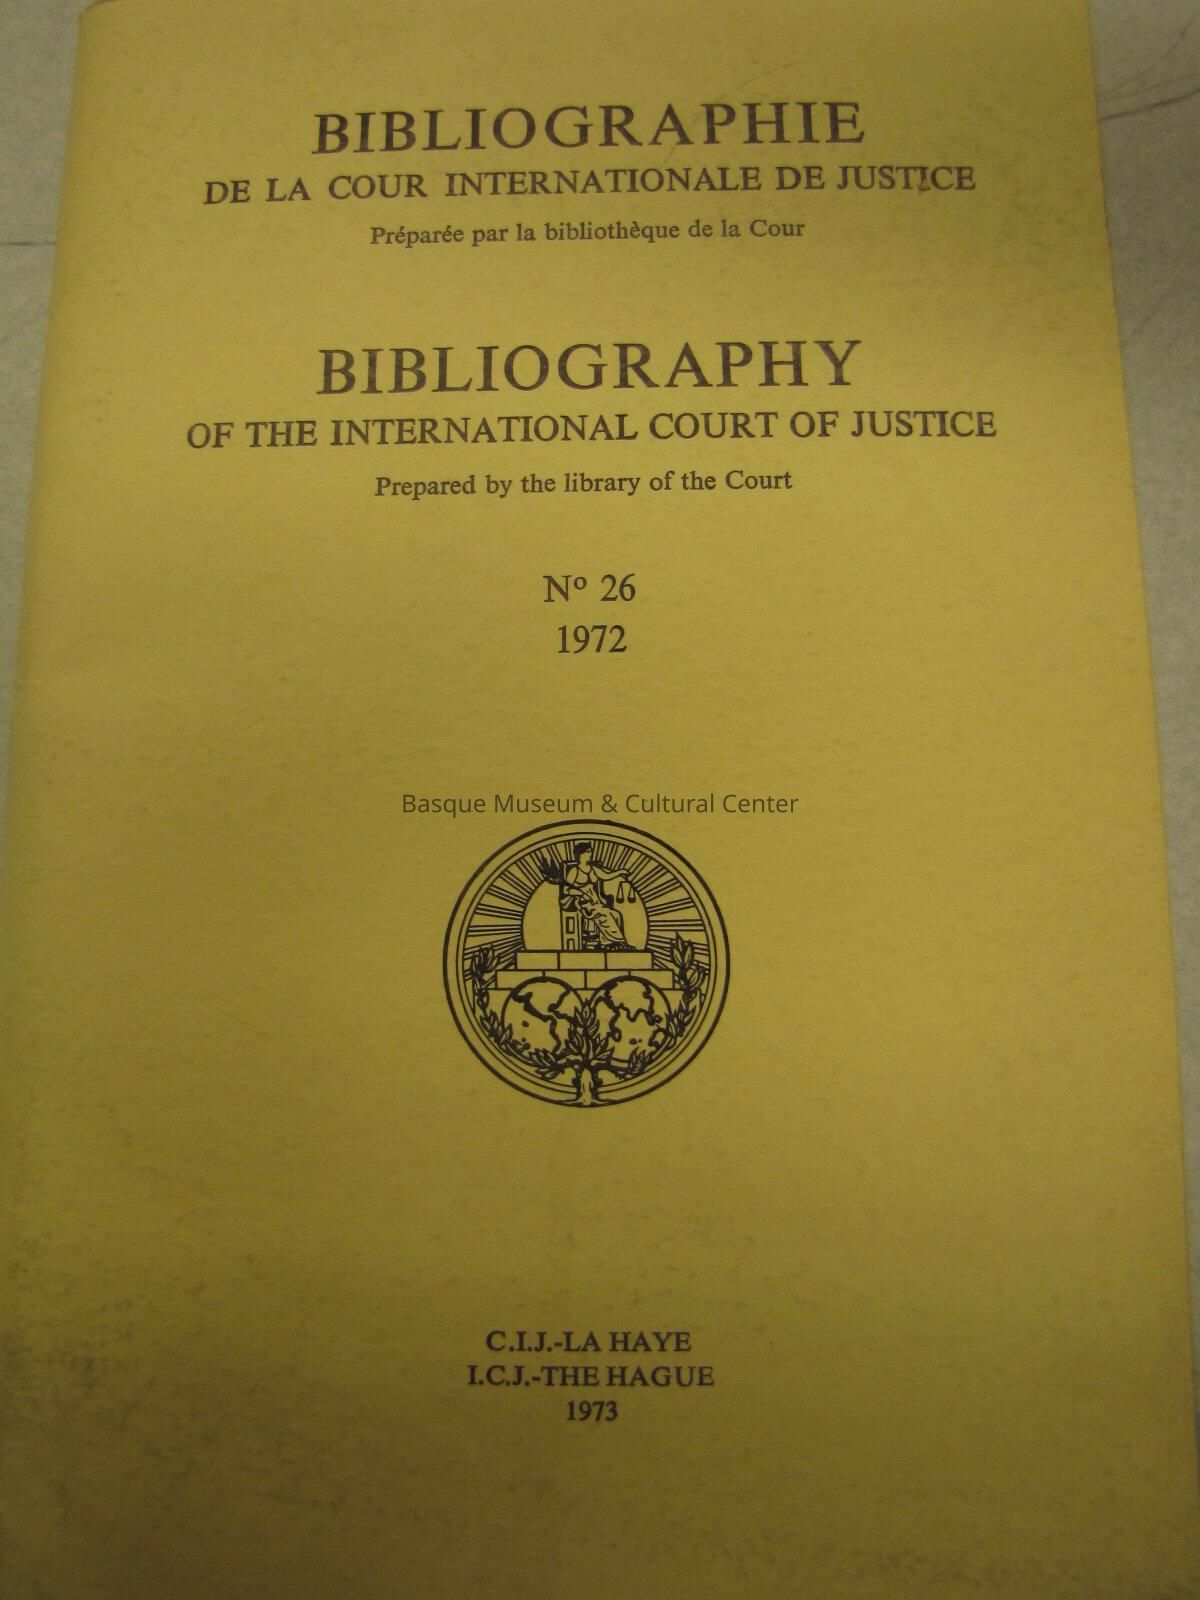 BIBLIOGRAPHIE
DE LA COUR INTERNATIONALE DE JUSTICE
Préparée par la bibliothèque de la Cour
BIBLIOGRAPHY
OF THE INTERNATIONAL COURT OF JUSTICE
Prepared by the library of the Court
Nº 26
1972
Basque Museum & Cultural Center
C.I.J.-LA HAYE
I.C.J.-THE HAGUE
1973